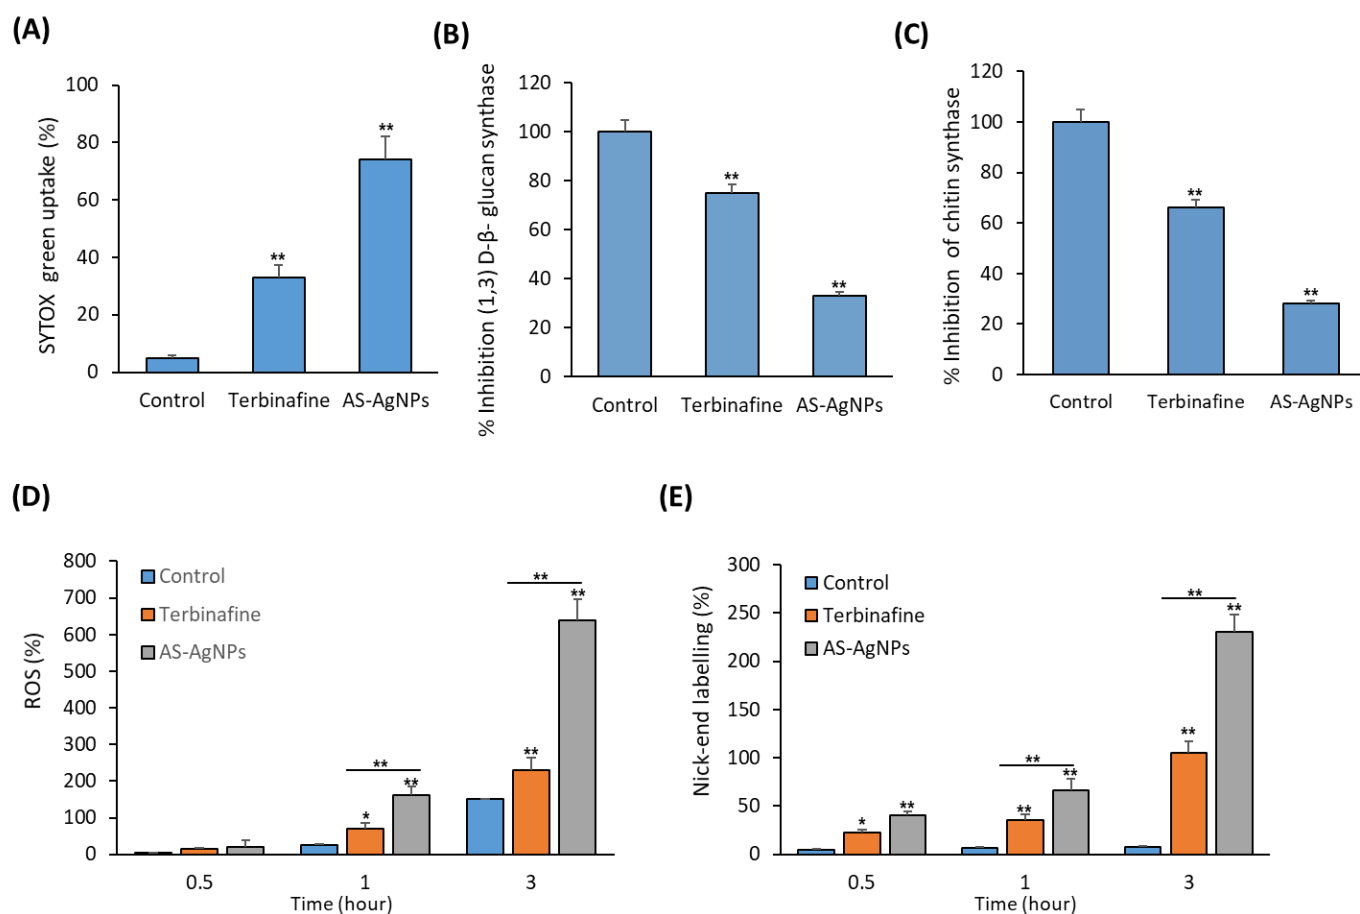 (A)
SYTOX green uptake (%)
100
80
60
40
20
0
**
**
Control Terbinafine AS-AgNPs
(B)
% Inhibition (1,3) D-β- glucan synthase
120
100
80
60
40
20
0
**
**
Control Terbinafine AS-AgNPs
(C)
% Inhibition of chitin synthase
120
100
80
60
40
20
0
**
**
Control Terbinafine AS-AgNPs
(D)
ROS (%)
800
700
600
500
400
300
200
100
0
Control
Terbinafine
AS-AgNPs
*
**
**
**
**
**
0.5 1 3
Time (hour)
(E)
Nick-end labelling (%)
300
250
200
150
100
50
0
Control
Terbinafine
AS-AgNPs
*
**
**
**
**
**
**
**
0.5 1 3
Time (hour)